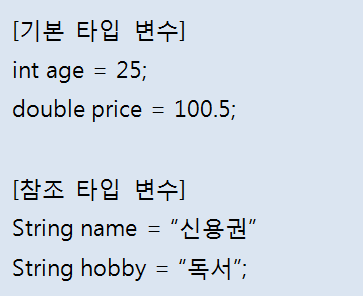 [기본 타입 변수]
int age = 25;
double price = 100.5;
[참조 타입 변수]
String name = “신용권”
String hobby = “독서”;